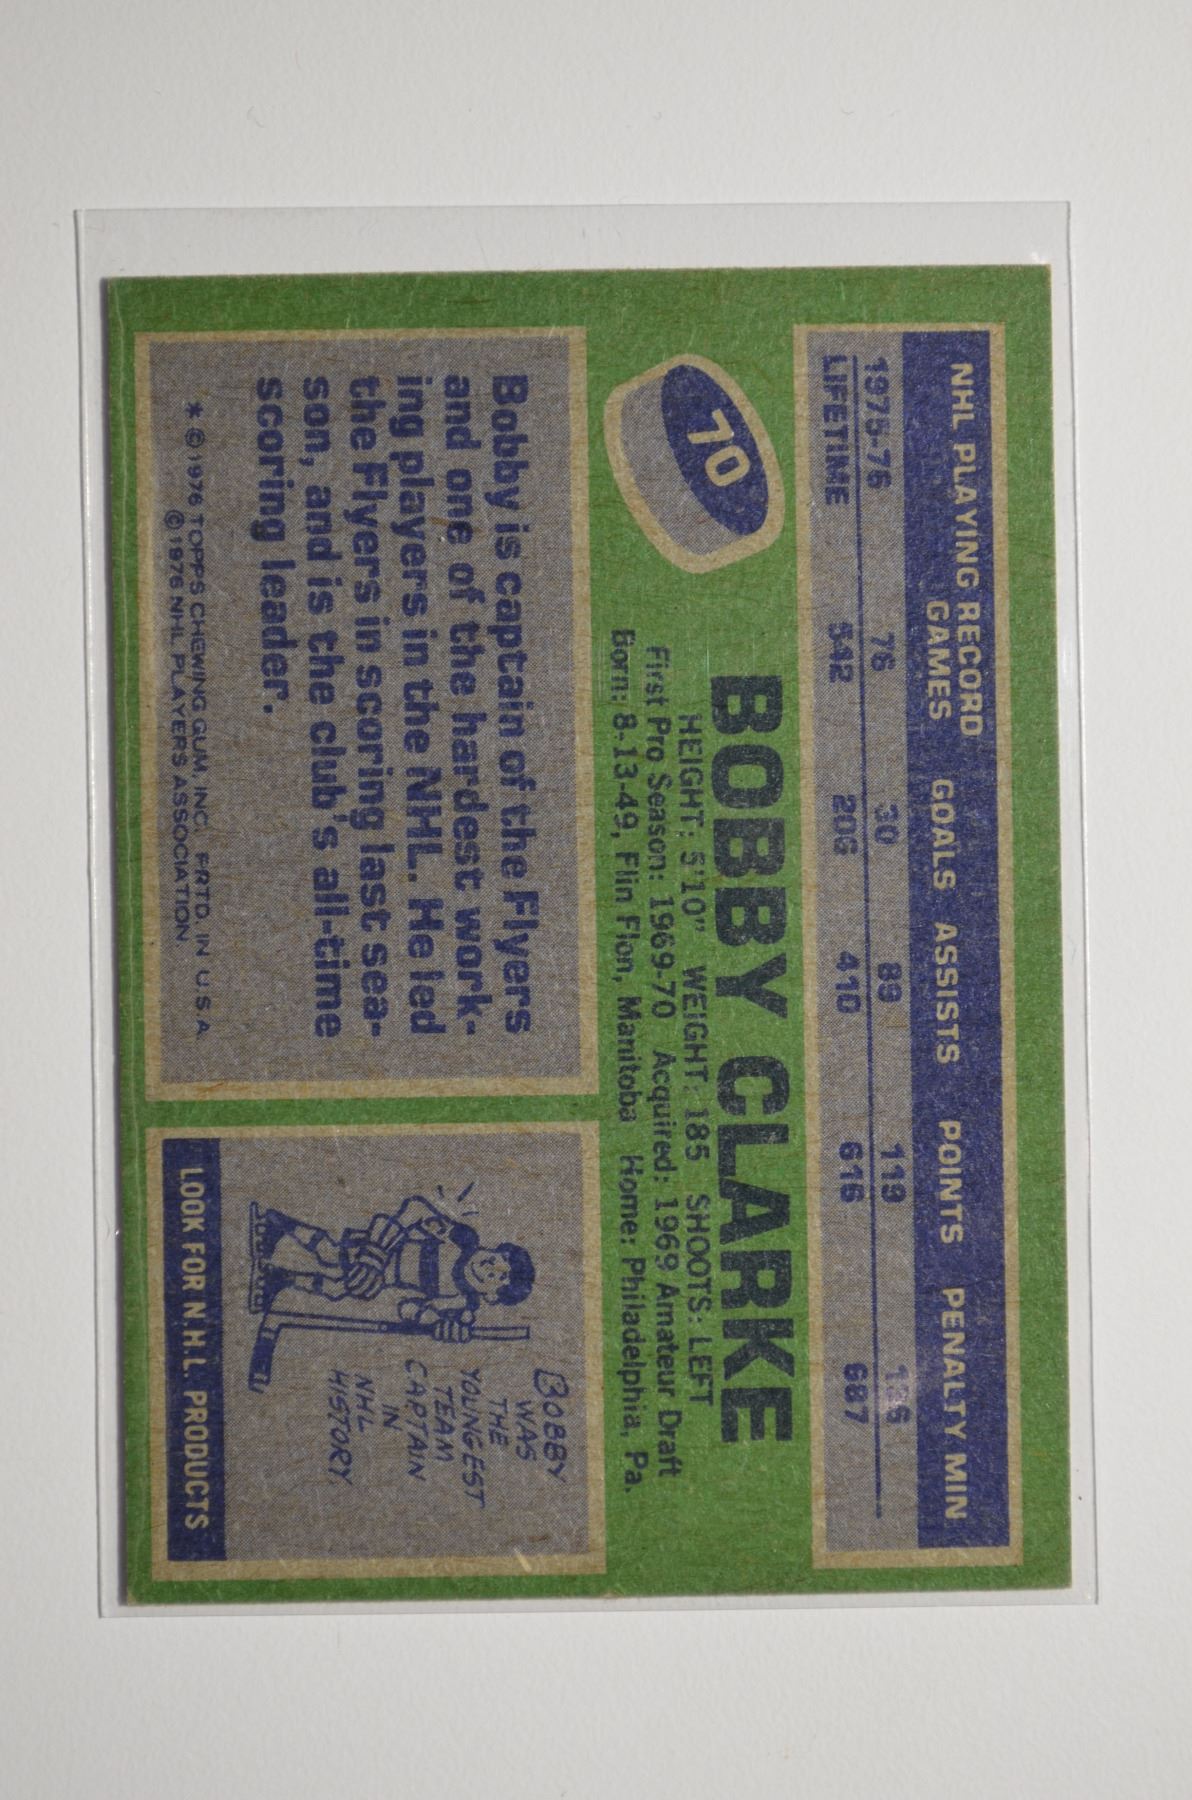 NHL PLAYING RECORD
GAMES GOALS ASSISTS POINTS PENALTY MIN
1975-76 76 30 89 119 136
LIFETIME 542 206 410 616 687
70
BOBBY CLARKE
HEIGHT: 5'10" WEIGHT: 185 SHOOTS: LEFT
First Pro Season: 1969-70 Acquired: 1969 Amateur Draft
Born: 8-13-49, Flin Flon, Manitoba Home: Philadelphia, Pa.
Bobby is captain of the Flyers
and one of the hardest work-
ing players in the NHL. He led
the Flyers in scoring last sea-
son, and is the club's all-time
scoring leader.
* ©1976 TOPPS CHEWING GUM, INC. PRTD. IN U.S.A.
©1976 NHL PLAYERS ASSOCIATION
BOBBY
WAS
THE
YOUNGEST
TEAM
CAPTAIN
IN
NHL
HISTORY.
C
LOOK FOR N.H.L. PRODUCTS